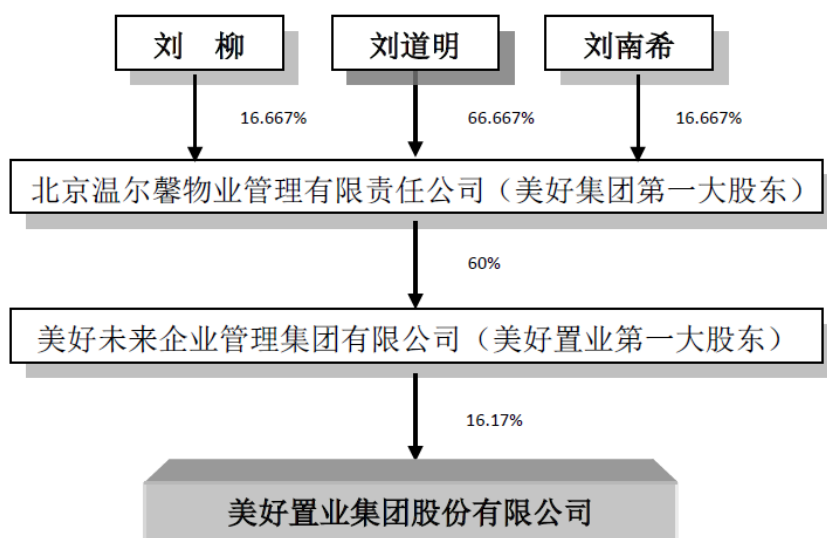 刘 柳
刘道明
刘南希
16.667%
66.667%
16.667%
北京温尔馨物业管理有限责任公司（美好集团第一大股东）
60%
美好未来企业管理集团有限公司（美好置业第一大股东）
16.17%
美好置业集团股份有限公司